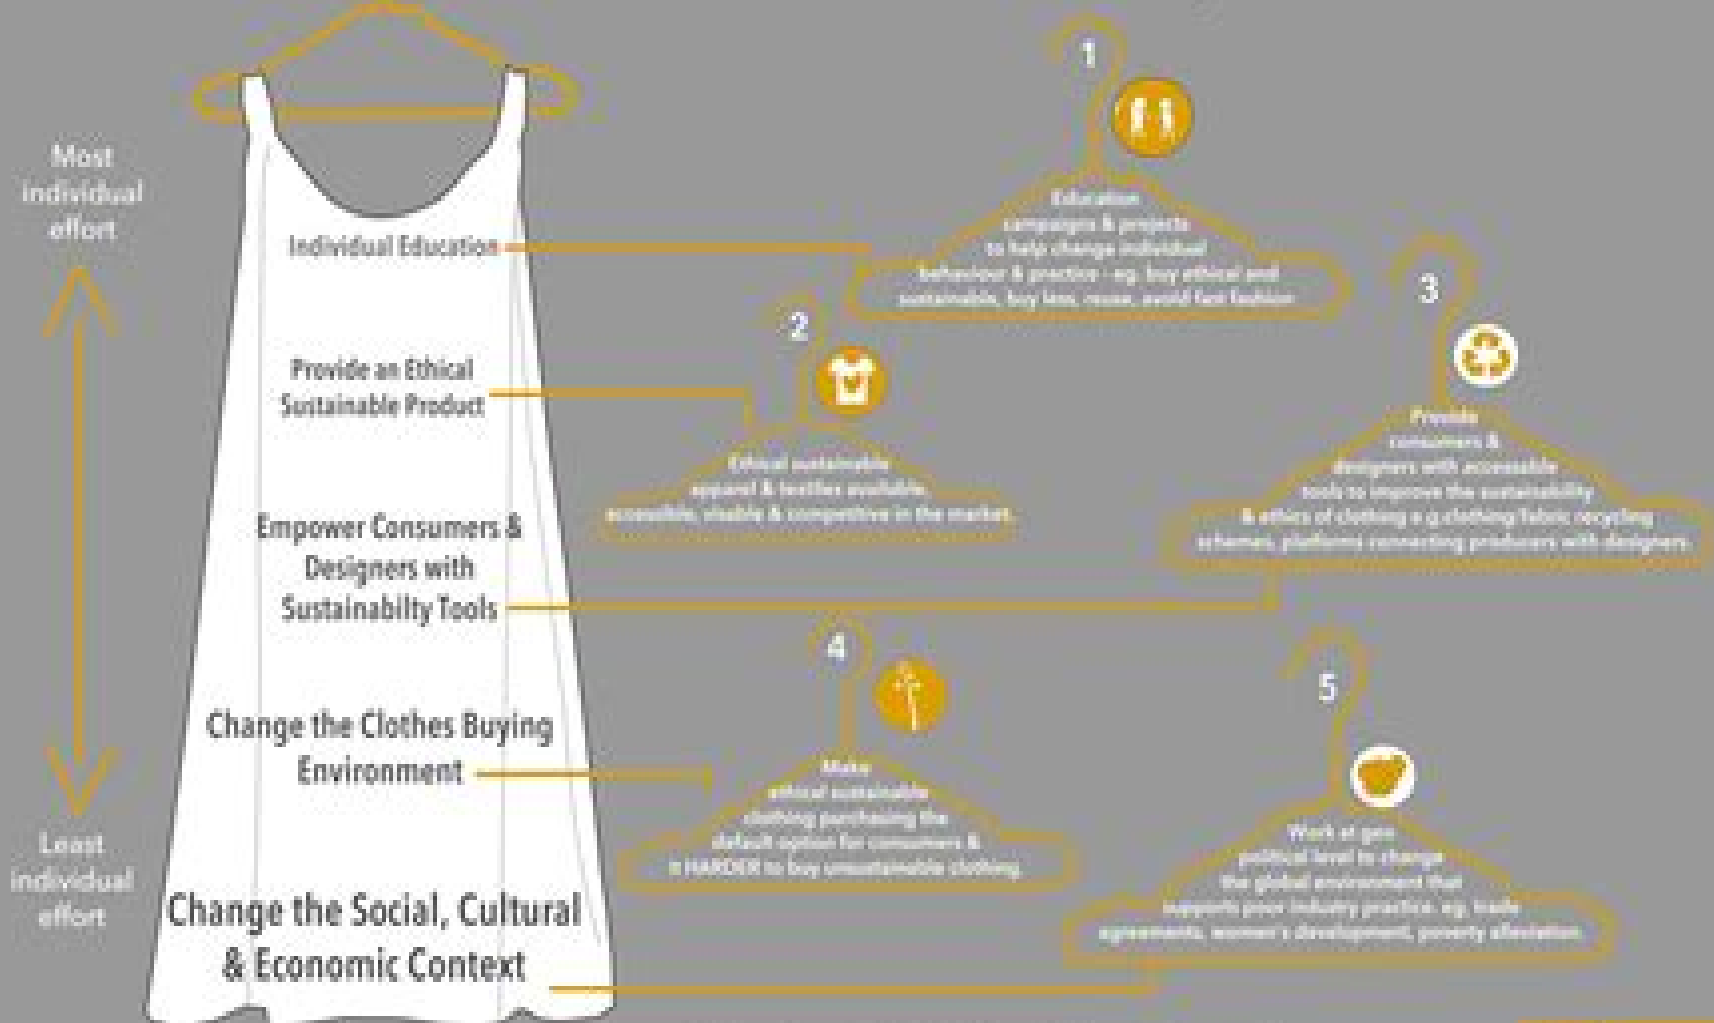 Most
individual
effort
Least
individual
effort
Individual Education
Provide an Ethical
Sustainable Product
Empower Consumers &
Designers with
Sustainabilty Tools
Change the Clothes Buying
Environment
Change the Social, Cultural
& Economic Context
1
Education
campaigns & projects
to help change individual
behaviour & practice - eg. buy ethical and
sustainable, buy less, reuse, avoid fast fashion
2
Ethical sustainable
apparel & textiles available,
accessible, visable & competitive in the market.
3
Provide
consumers &
designers with accessable
tools to improve the sustainability
& ethics of clothing e.g.clothing/fabric recycling
schemes, platforms connecting producers with designers.
4
Make
ethical sustainable
clothing purchasing the
default option for consumers &
it HARDER to buy unsustainable clothing.
5
Work at geo
political level to change
the global environment that
supports poor industry practice. eg. trade
agreements, women's development, poverty alleviation.